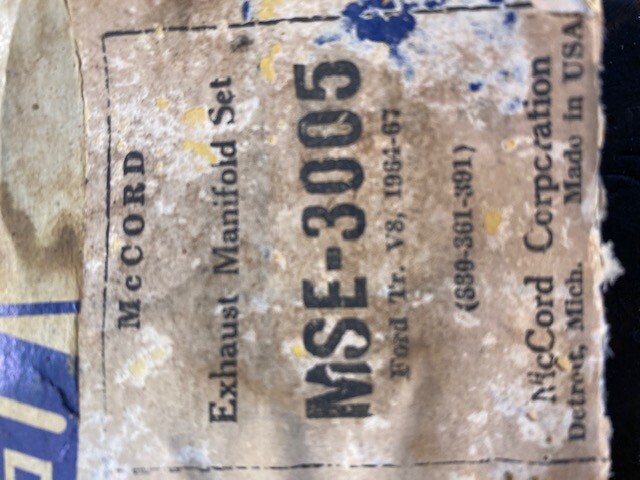 McCORD
Exhaust Manifold Set
MSE-3005
Ford Tr. V8, 1964-67
(330-361-391)
McCord Corporation
Detroit, Mich. Made in USA